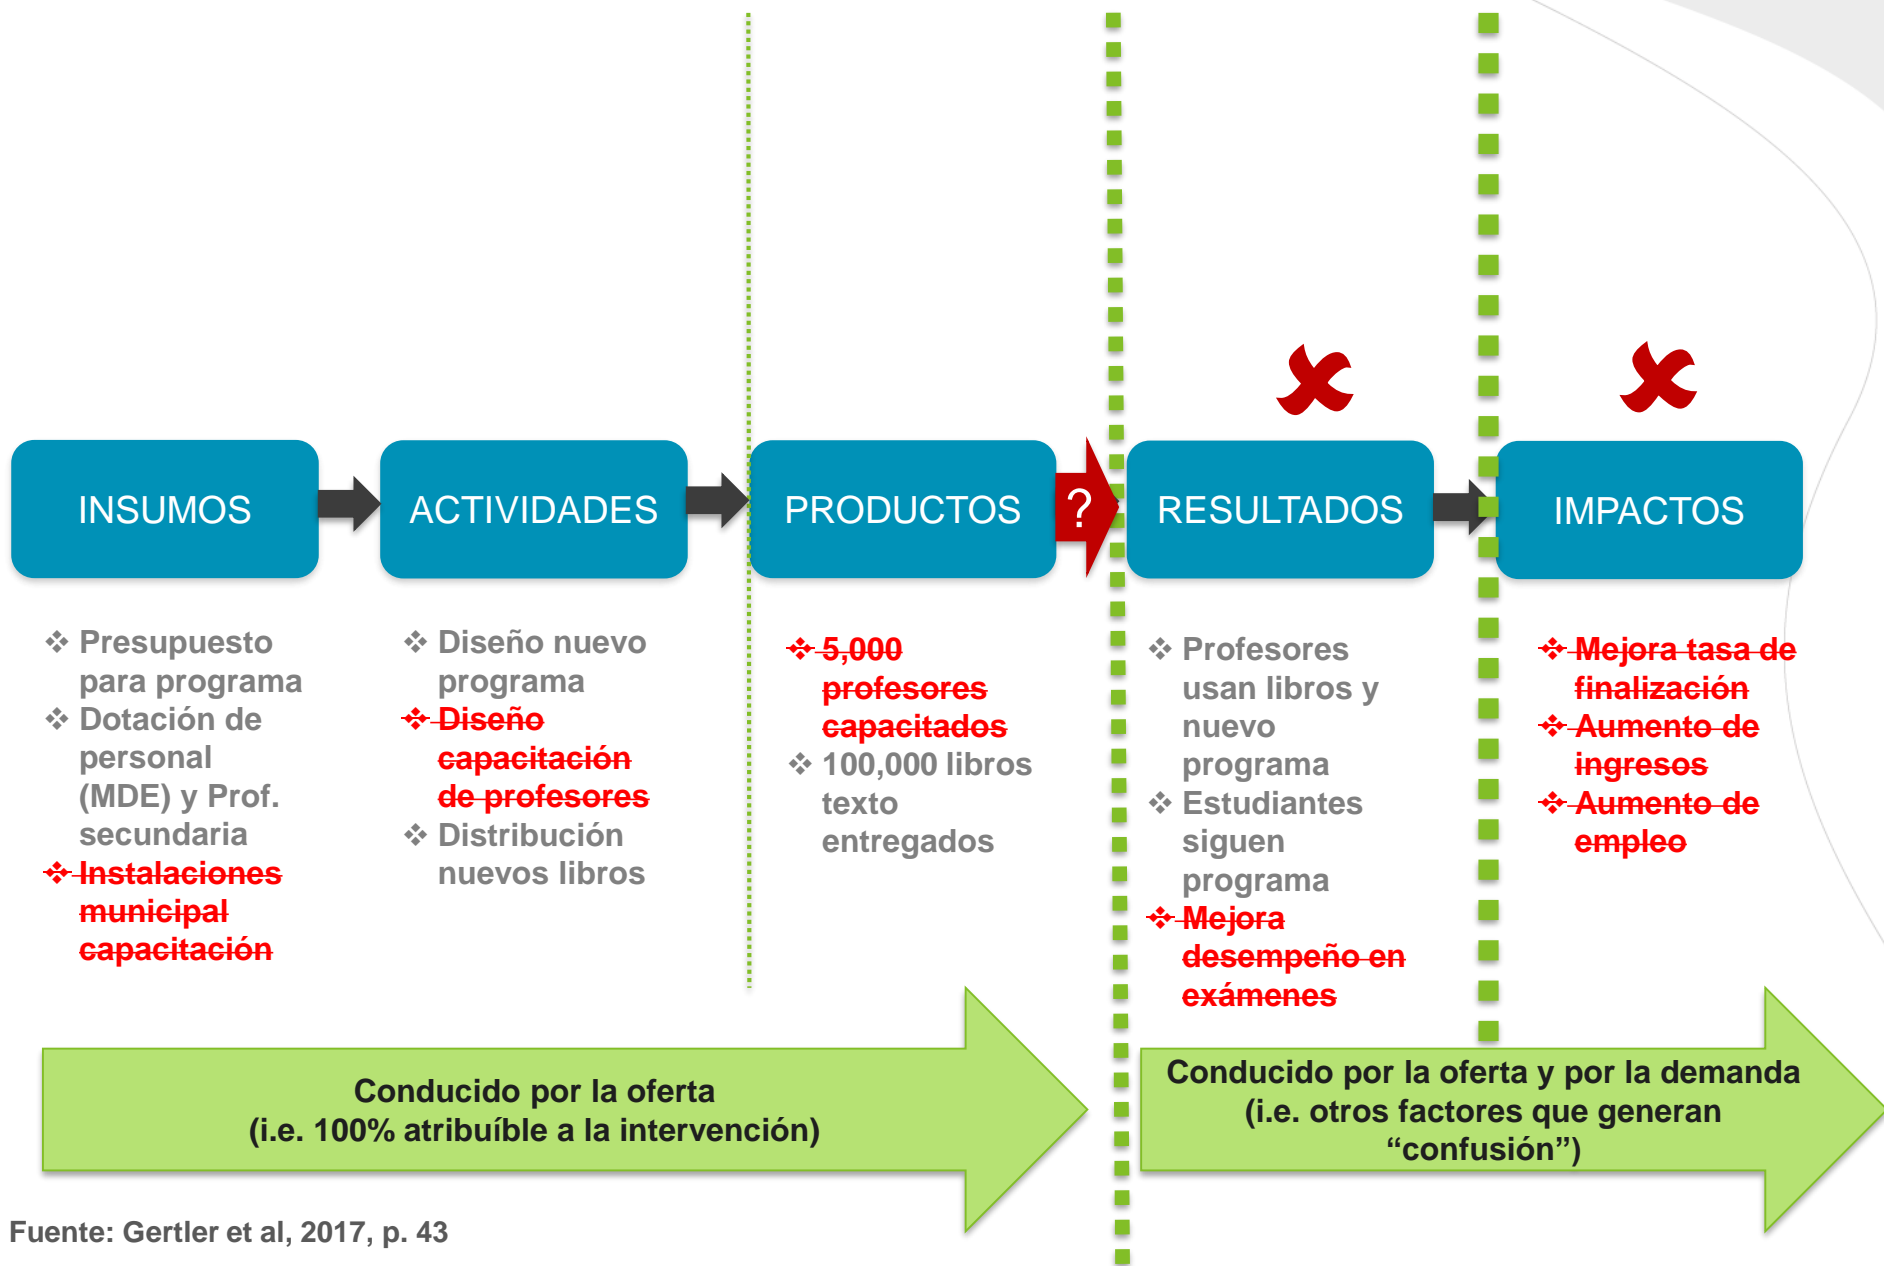 INSUMOS
ACTIVIDADES
PRODUCTOS
?
RESULTADOS
IMPACTOS
Presupuesto
para programa
Dotación de
personal
(MDE) y Prof.
secundaria
Instalaciones
municipal
capacitación
Diseño nuevo
programa
Diseño
capacitación
de profesores
Distribución
nuevos libros
5,000
profesores
capacitados
100,000 libros
texto
entregados
Profesores
usan libros y
nuevo
programa
Estudiantes
siguen
programa
Mejora
desempeño en
exámenes
Mejora tasa de
finalización
Aumento de
ingresos
Aumento de
empleo
Conducido por la oferta
(i.e. 100% atribuíble a la intervención)
Conducido por la oferta y por la demanda
(i.e. otros factores que generan
“confusión”)
Fuente: Gertler et al, 2017, p. 43